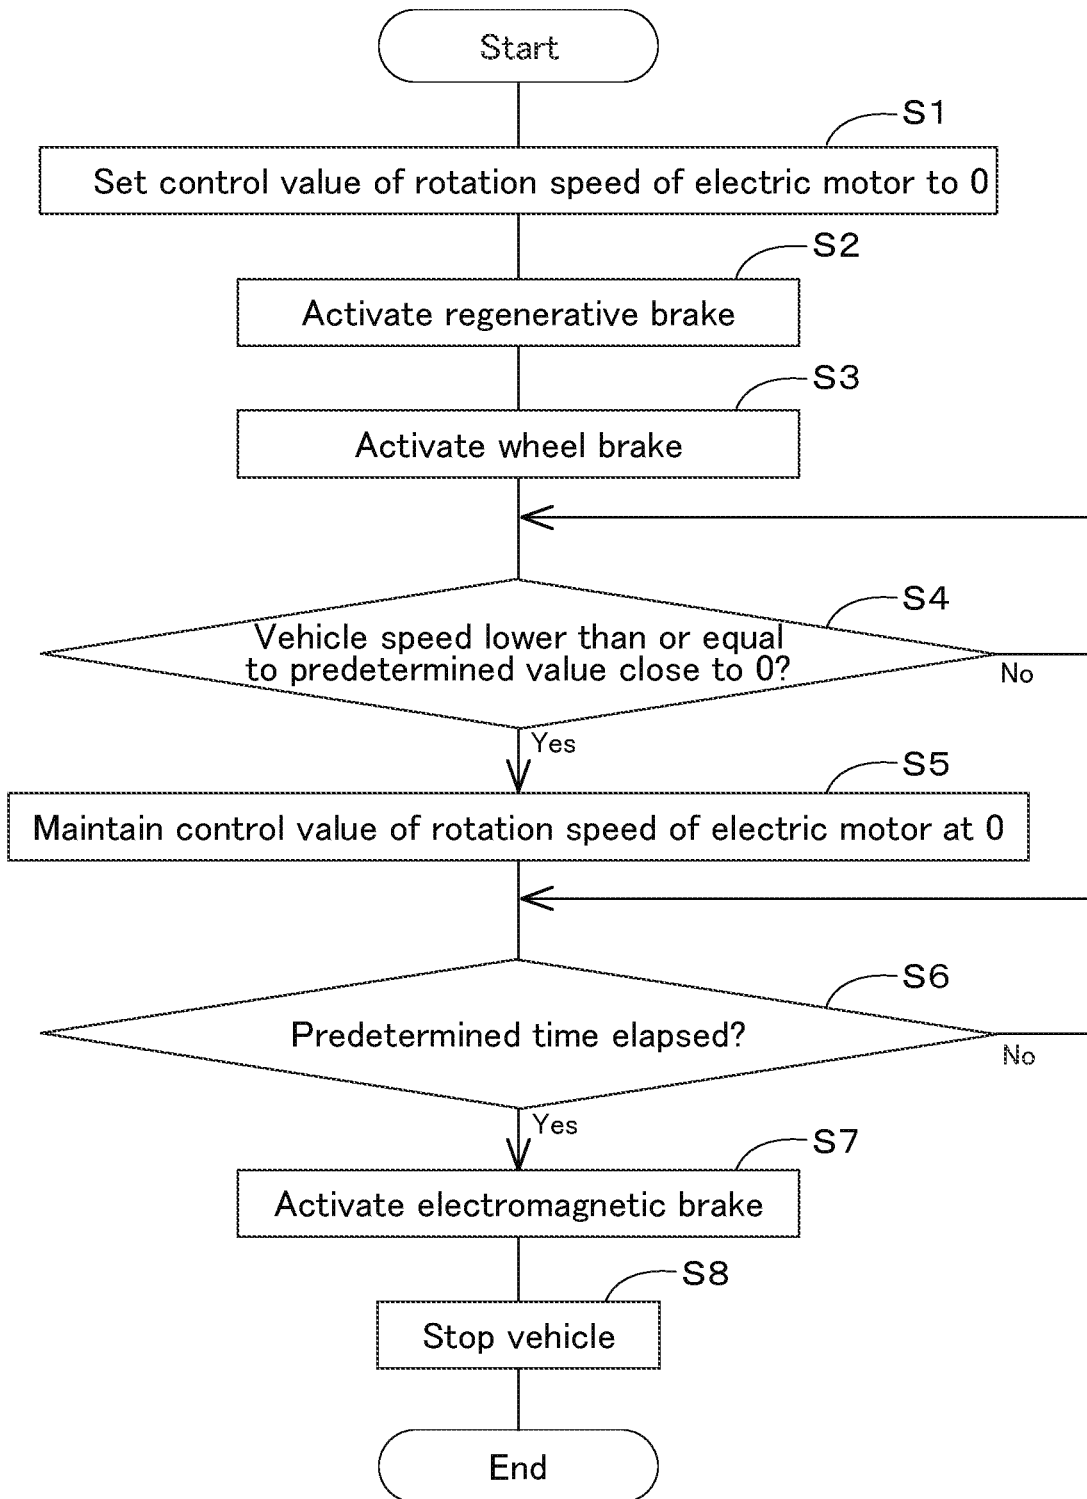 Start
S1
Set control value of rotation speed of electric motor to 0
S2
Activate regenerative brake
S3
Activate wheel brake
S4
Vehicle speed lower than or equal
to predetermined value close to 0?
No
Yes
S5
Maintain control value of rotation speed of electric motor at 0
S6
Predetermined time elapsed?
No
Yes
S7
Activate electromagnetic brake
S8
Stop vehicle
End